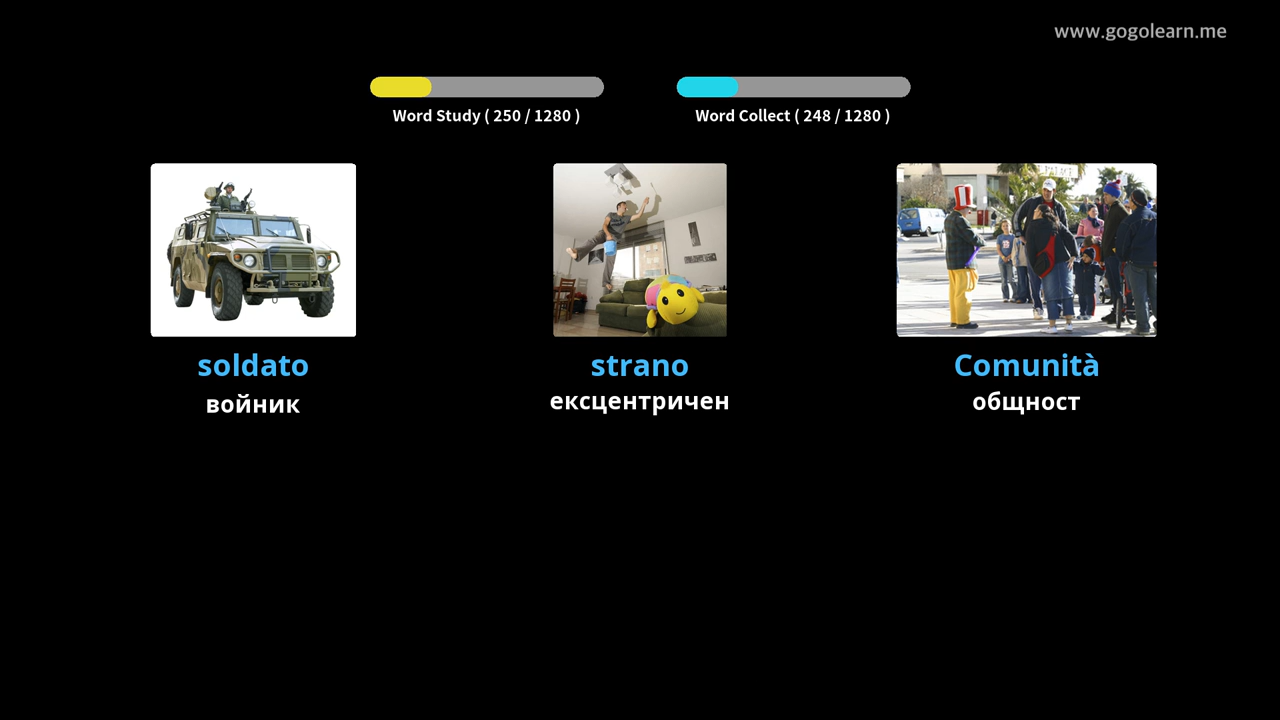 www.gogolearn.me
Word Study ( 250 / 1280 )
Word Collect ( 248 / 1280 )
soldato
strano
Comunità
войник
ексцентричен
общност